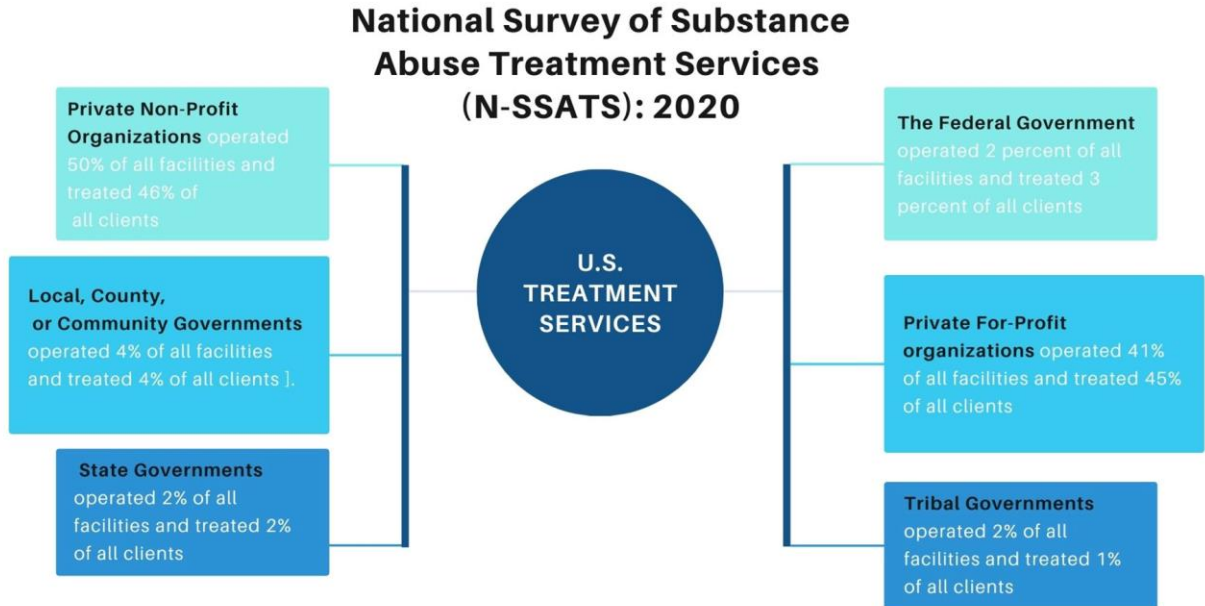 National Survey of Substance
Abuse Treatment Services
(N-SSATS): 2020
Private Non-Profit
Organizations operated
50% of all facilities and
treated 46% of
all clients
Local, County,
or Community Governments
operated 4% of all facilities
and treated 4% of all clients ].
State Governments
operated 2% of all
facilities and treated 2%
of all clients
U.S.
TREATMENT
SERVICES
The Federal Government
operated 2 percent of all
facilities and treated 3
percent of all clients
Private For-Profit
organizations operated 41%
of all facilities and treated 45%
of all clients
Tribal Governments
operated 2% of all
facilities and treated 1%
of all clients